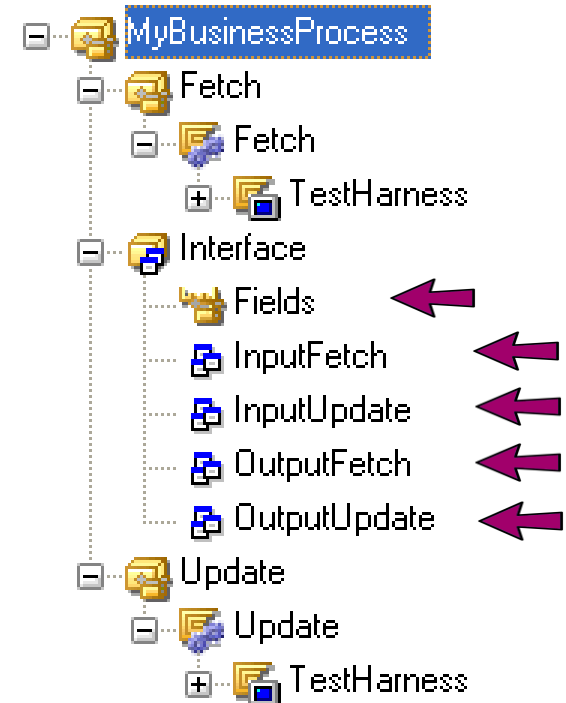 MyBusinessProcess
Fetch
Fetch
TestHarness
Interface
Fields
InputFetch
InputUpdate
OutputFetch
OutputUpdate
Update
Update
TestHarness